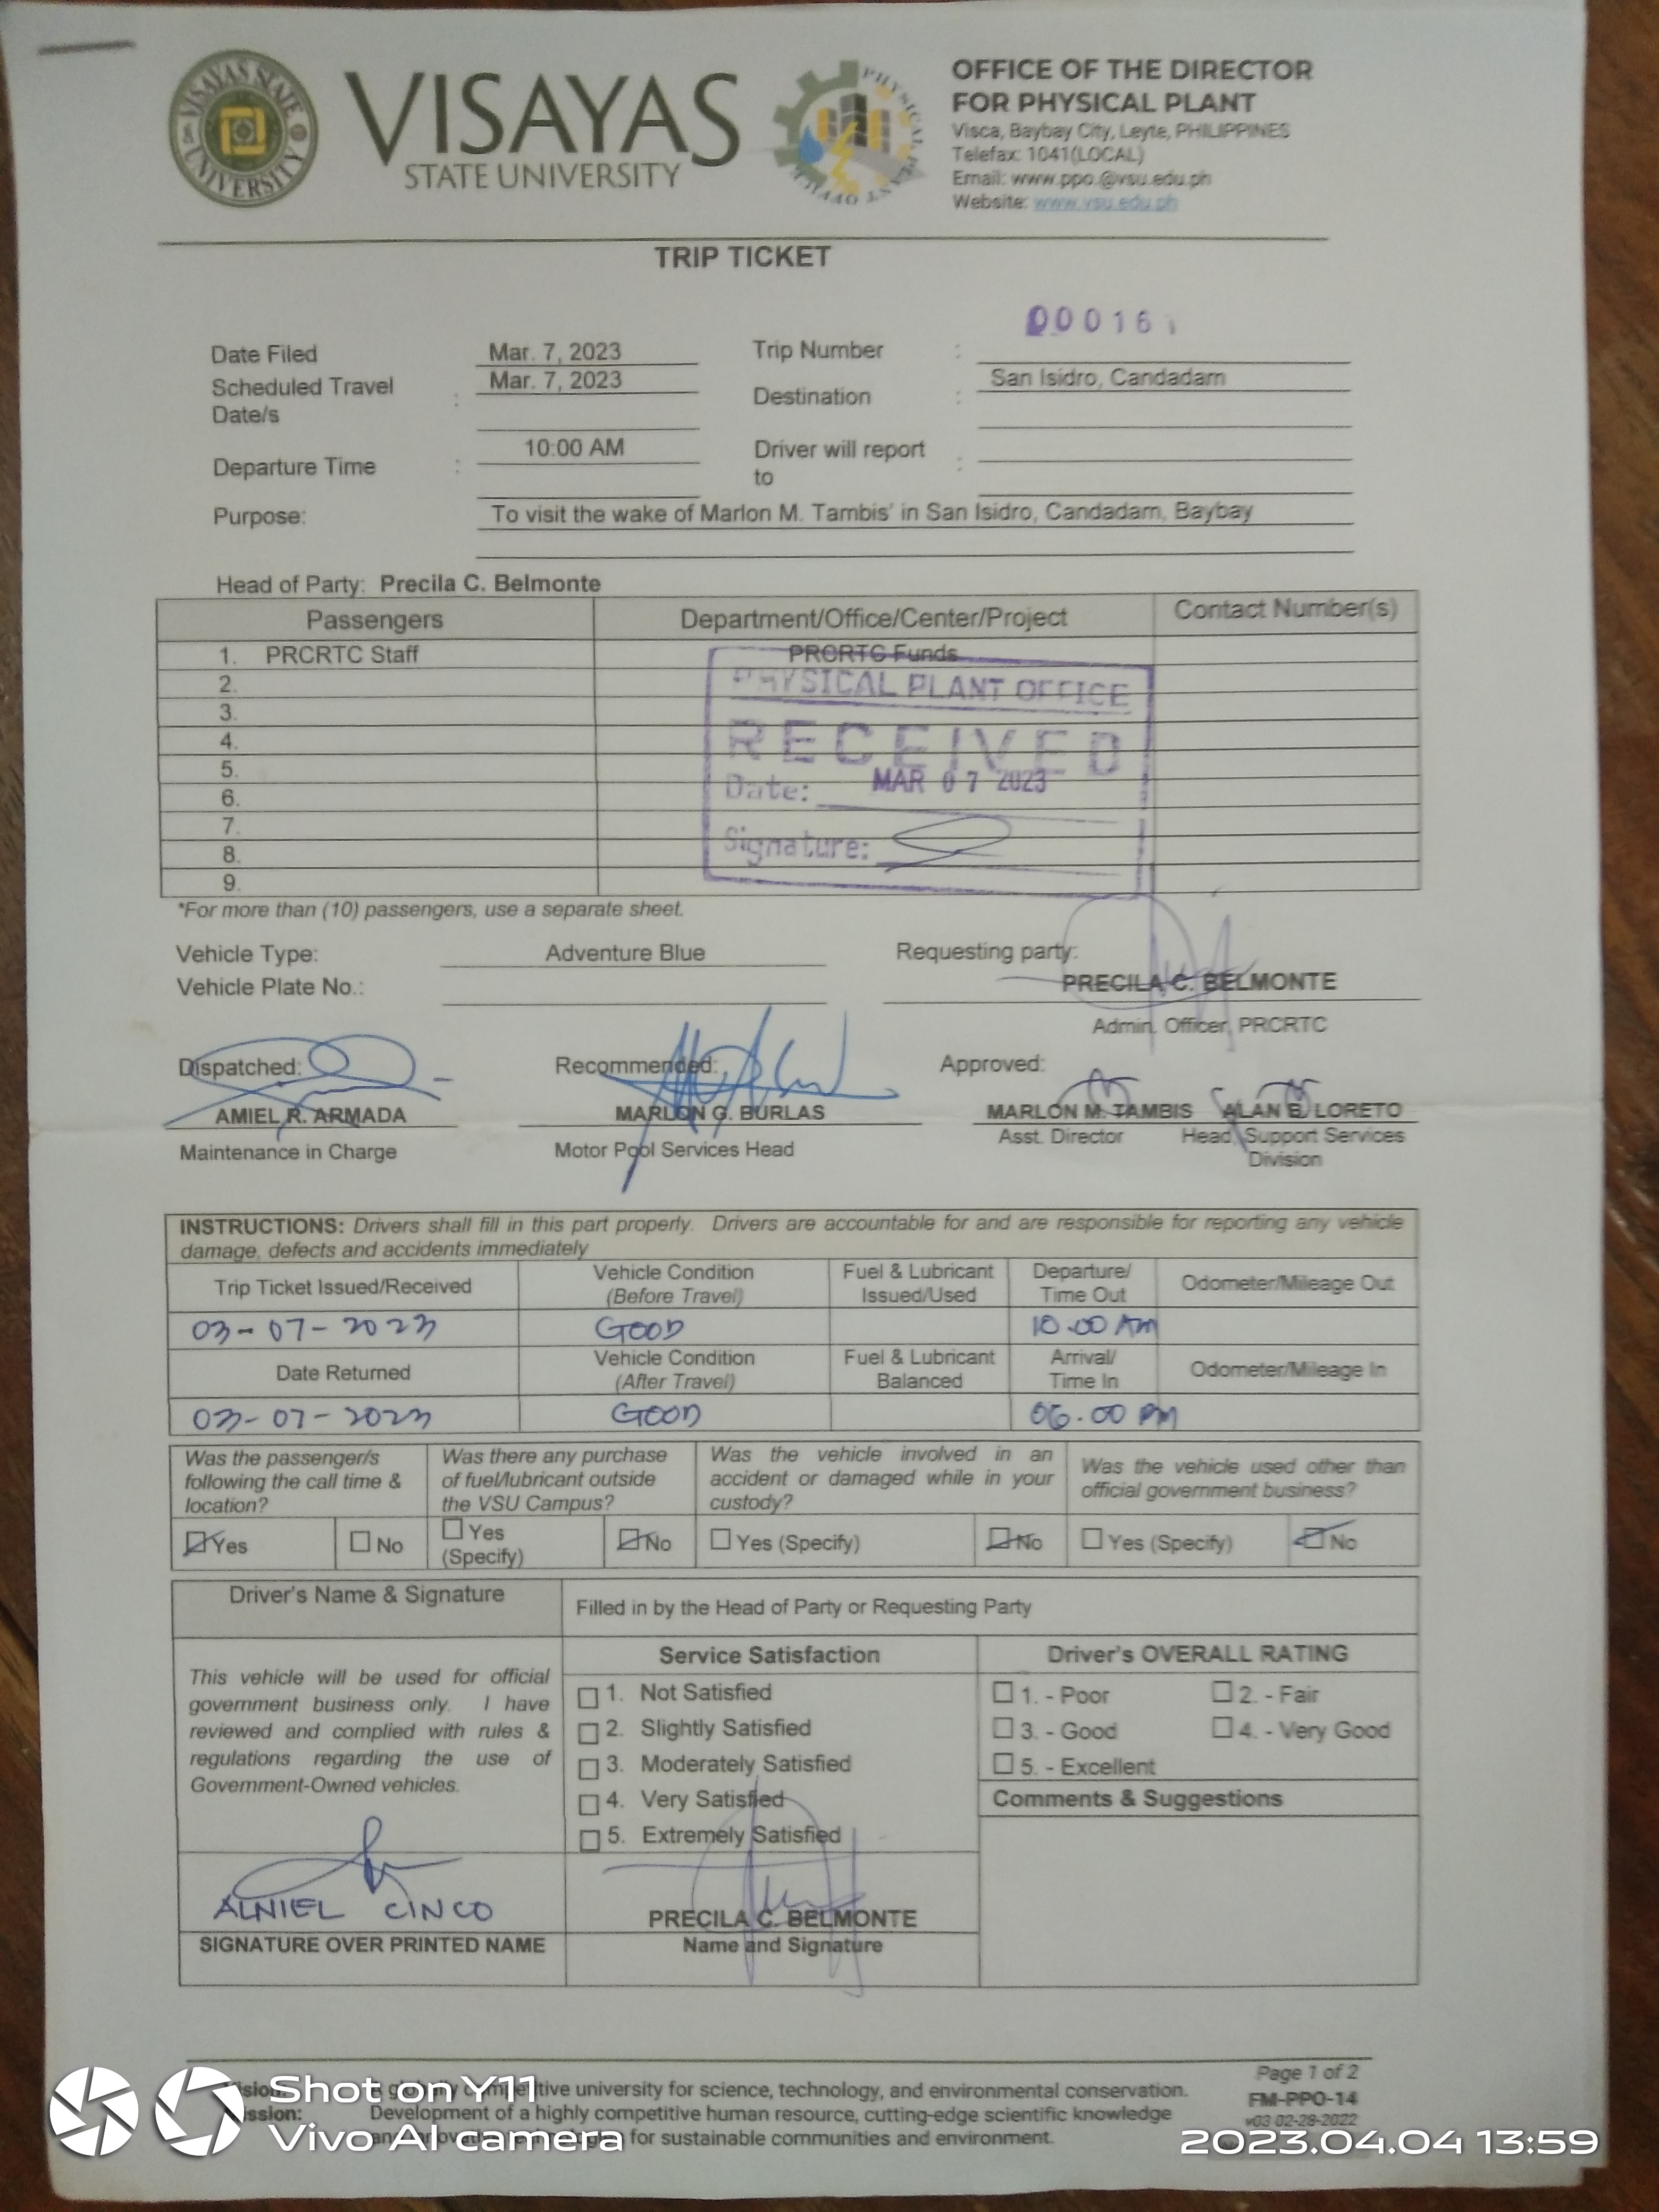 VISAYAS STATE UNIVERSITY
VISAYAS
STATE UNIVERSITY
PHYSICAL PLANT OFFICE
OFFICE OF THE DIRECTOR
FOR PHYSICAL PLANT
Visca, Baybay City, Leyte, PHILIPPINES
Telefax: 1041(LOCAL)
Email: www.ppo.@vsu.edu.ph
Website: www.vsu.edu.ph
TRIP TICKET
Date Filed Mar. 7, 2023 Trip Number :
Scheduled Travel Date/s : Mar. 7, 2023 Destination : San Isidro, Candadam
Departure Time : 10:00 AM Driver will report to :
Purpose: To visit the wake of Marlon M. Tambis' in San Isidro, Candadam, Baybay
Head of Party: Precila C. Belmonte
Passengers Department/Office/Center/Project Contact Number(s)
1. PRCRTC Staff PRCRTC Funds
2.
3.
4.
5.
6.
7.
8.
9.
PHYSICAL PLANT OFFICE
RECEIVED
Date: MAR 07 2023
Signature:
*For more than (10) passengers, use a separate sheet.
Vehicle Type: Adventure Blue Requesting party:
Vehicle Plate No.: PRECILA C. BELMONTE
Admin. Officer, PRCRTC
Dispatched: Recommended: Approved:
AMIEL R. ARMADA MARLON G. BURLAS MARLON M. TAMBIS ALAN B. LORETO
Maintenance in Charge Motor Pool Services Head Asst. Director Head, Support Services Division
INSTRUCTIONS: Drivers shall fill in this part properly. Drivers are accountable for and are responsible for reporting any vehicle
damage, defects and accidents immediately
Trip Ticket Issued/Received Vehicle Condition (Before Travel) Fuel & Lubricant Issued/Used Departure/ Time Out Odometer/Mileage Out
03-07-2023 GOOD 10.00 AM
Date Returned Vehicle Condition (After Travel) Fuel & Lubricant Balanced Arrival/ Time In Odometer/Mileage In
03-07-2023 GOOD 06.00 PM
Was the passenger/s following the call time & location? Was there any purchase of fuel/lubricant outside the VSU Campus? Was the vehicle involved in an accident or damaged while in your custody? Was the vehicle used other than official government business?
Yes No Yes (Specify) No Yes (Specify) No Yes (Specify) No
Driver's Name & Signature Filled in by the Head of Party or Requesting Party
This vehicle will be used for official
government business only. I have
reviewed and complied with rules &
regulations regarding the use of
Government-Owned vehicles.
Service Satisfaction
1. Not Satisfied
2. Slightly Satisfied
3. Moderately Satisfied
4. Very Satisfied
5. Extremely Satisfied
Driver's OVERALL RATING
1. - Poor 2. - Fair
3. - Good 4. - Very Good
5. - Excellent
Comments & Suggestions
ALNIEL CINCO PRECILA C. BELMONTE
SIGNATURE OVER PRINTED NAME Name and Signature
Page 1 of 2
FM-PPO-14
v03 02-28-2022
competitive university for science, technology, and environmental conservation.
Development of a highly competitive human resource, cutting-edge scientific knowledge
for sustainable communities and environment.
Shot on Y11
Vivo AI camera
2023.04.04 13:59